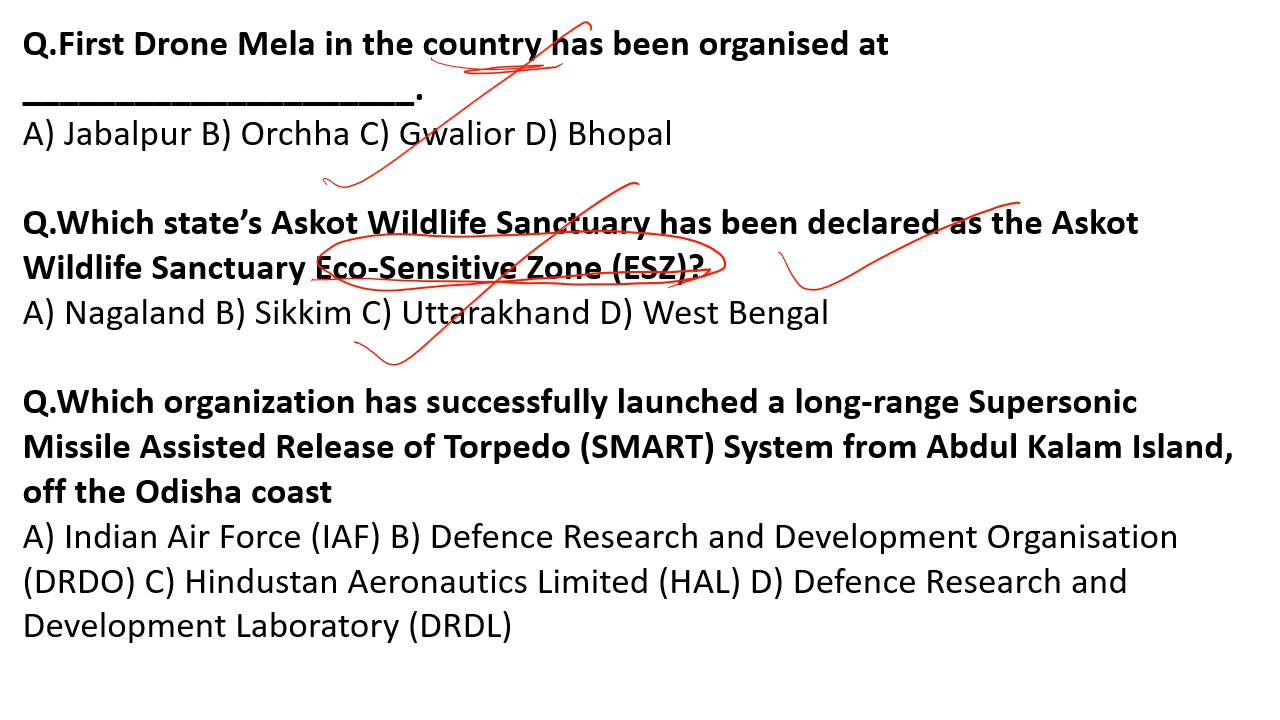 Q.First Drone Mela in the country has been organised at
_____________________.
A) Jabalpur B) Orchha C) Gwalior D) Bhopal
Q.Which state’s Askot Wildlife Sanctuary has been declared as the Askot
Wildlife Sanctuary Eco-Sensitive Zone (ESZ)?
A) Nagaland B) Sikkim C) Uttarakhand D) West Bengal
Q.Which organization has successfully launched a long-range Supersonic
Missile Assisted Release of Torpedo (SMART) System from Abdul Kalam Island,
off the Odisha coast
A) Indian Air Force (IAF) B) Defence Research and Development Organisation
(DRDO) C) Hindustan Aeronautics Limited (HAL) D) Defence Research and
Development Laboratory (DRDL)